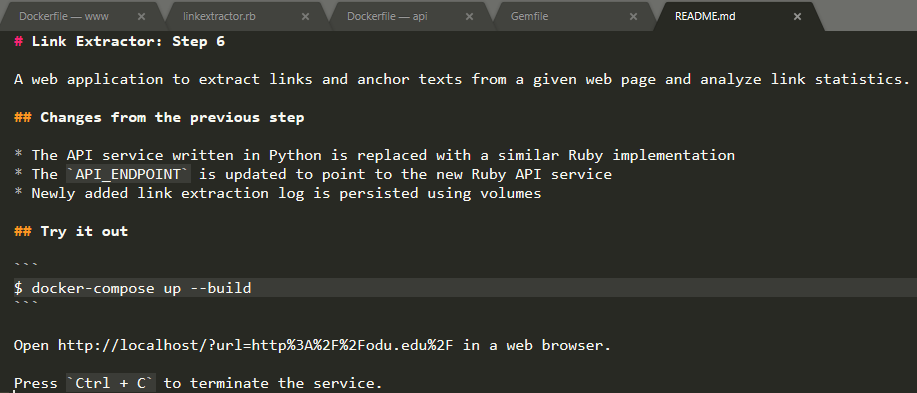 Dockerfile — www × linkextractor.rb × Dockerfile — api × Gemfile × README.md ×
# Link Extractor: Step 6
A web application to extract links and anchor texts from a given web page and analyze link statistics.
## Changes from the previous step
* The API service written in Python is replaced with a similar Ruby implementation
* The `API_ENDPOINT` is updated to point to the new Ruby API service
* Newly added link extraction log is persisted using volumes
## Try it out
```
$ docker-compose up --build
```
Open http://localhost/?url=http%3A%2F%2Fodu.edu%2F in a web browser.
Press `Ctrl + C` to terminate the service.